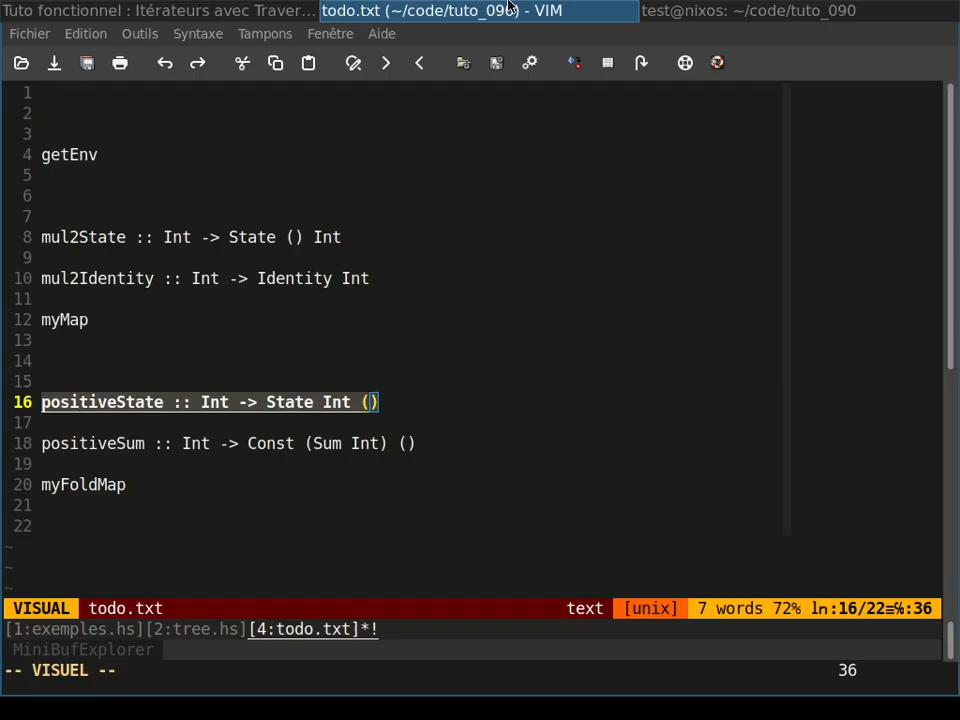 Tuto fonctionnel : Itérateurs avec Traver... todo.txt (~/code/tuto_090) - VIM test@nixos: ~/code/tuto_090
Fichier Edition Outils Syntaxe Tampons Fenêtre Aide
1
2
3
4 getEnv
5
6
7
8 mul2State :: Int -> State () Int
9
10 mul2Identity :: Int -> Identity Int
11
12 myMap
13
14
15
16 positiveState :: Int -> State Int ()
17
18 positiveSum :: Int -> Const (Sum Int) ()
19
20 myFoldMap
21
22
~
~
~
VISUAL todo.txt text [unix] 7 words 72% ln:16/22≡℅:36
[1:exemples.hs][2:tree.hs][4:todo.txt]*!
MiniBufExplorer
-- VISUEL -- 36